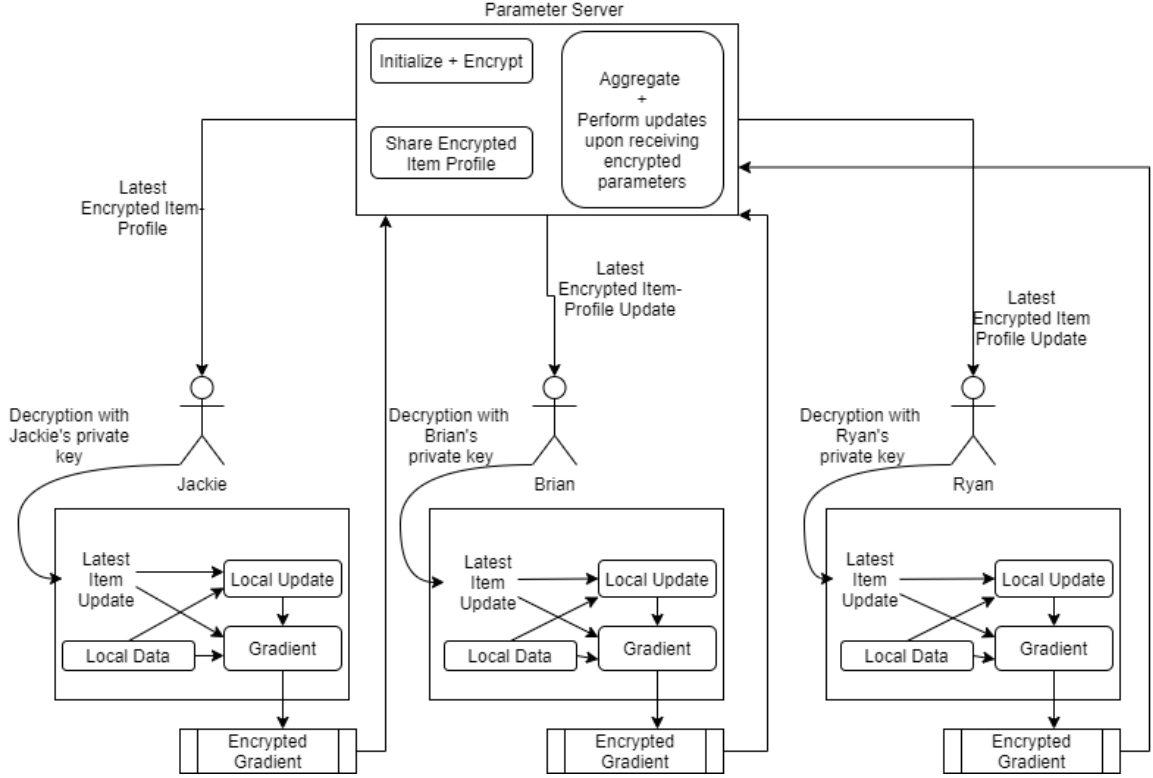 Parameter Server
Initialize + Encrypt
Share Encrypted
Item Profile
Aggregate
+
Perform updates
upon receiving
encrypted
parameters
Latest
Encrypted Item-
Profile
Latest
Encrypted Item-
Profile Update
Latest
Encrypted Item
Profile Update
Decryption with
Jackie's private
key
Jackie
Decryption with
Brian's
private key
Brian
Decryption with
Ryan's
private key
Ryan
Latest
Item
Update
Local Update
Local Data
Gradient
Encrypted
Gradient
Latest
Item
Update
Local Update
Local Data
Gradient
Encrypted
Gradient
Latest
Item
Update
Local Update
Local Data
Gradient
Encrypted
Gradient